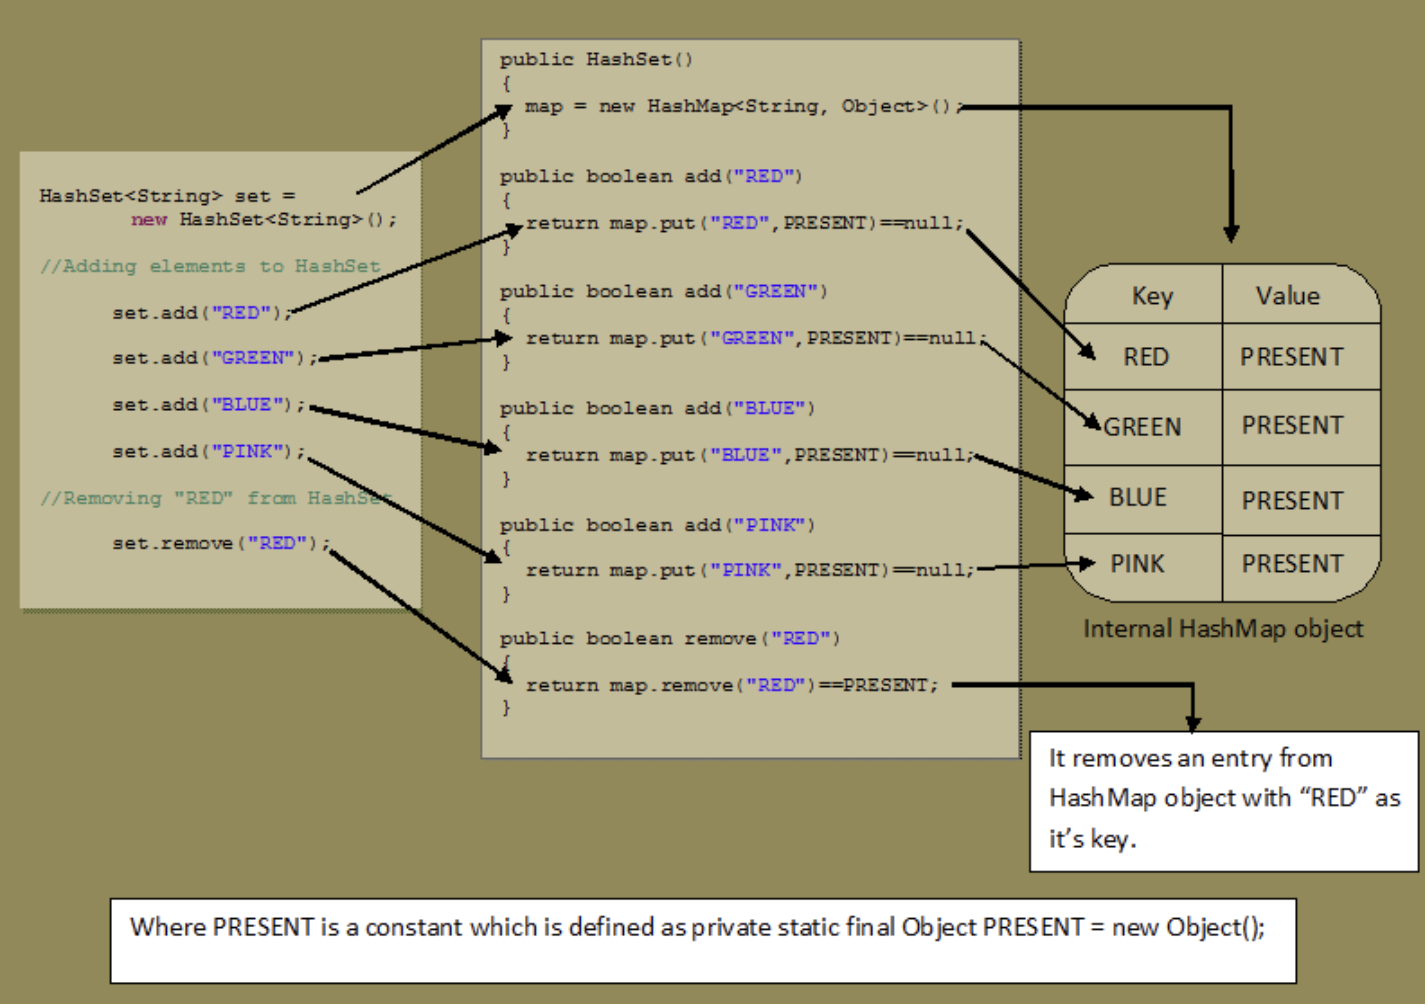 HashSet<String> set =
new HashSet<String>();
//Adding elements to HashSet
set.add("RED");
set.add("GREEN");
set.add("BLUE");
set.add("PINK");
//Removing "RED" from HashSet
set.remove("RED");
public HashSet()
{
map = new HashMap<String, Object>();
}
public boolean add("RED")
{
return map.put("RED",PRESENT)==null;
}
public boolean add("GREEN")
{
return map.put("GREEN",PRESENT)==null;
}
public boolean add("BLUE")
{
return map.put("BLUE",PRESENT)==null;
}
public boolean add("PINK")
{
return map.put("PINK",PRESENT)==null;
}
public boolean remove("RED")
{
return map.remove("RED")==PRESENT;
}
Key Value
RED PRESENT
GREEN PRESENT
BLUE PRESENT
PINK PRESENT
Internal HashMap object
It removes an entry from
HashMap object with “RED” as
it’s key.
Where PRESENT is a constant which is defined as private static final Object PRESENT = new Object();